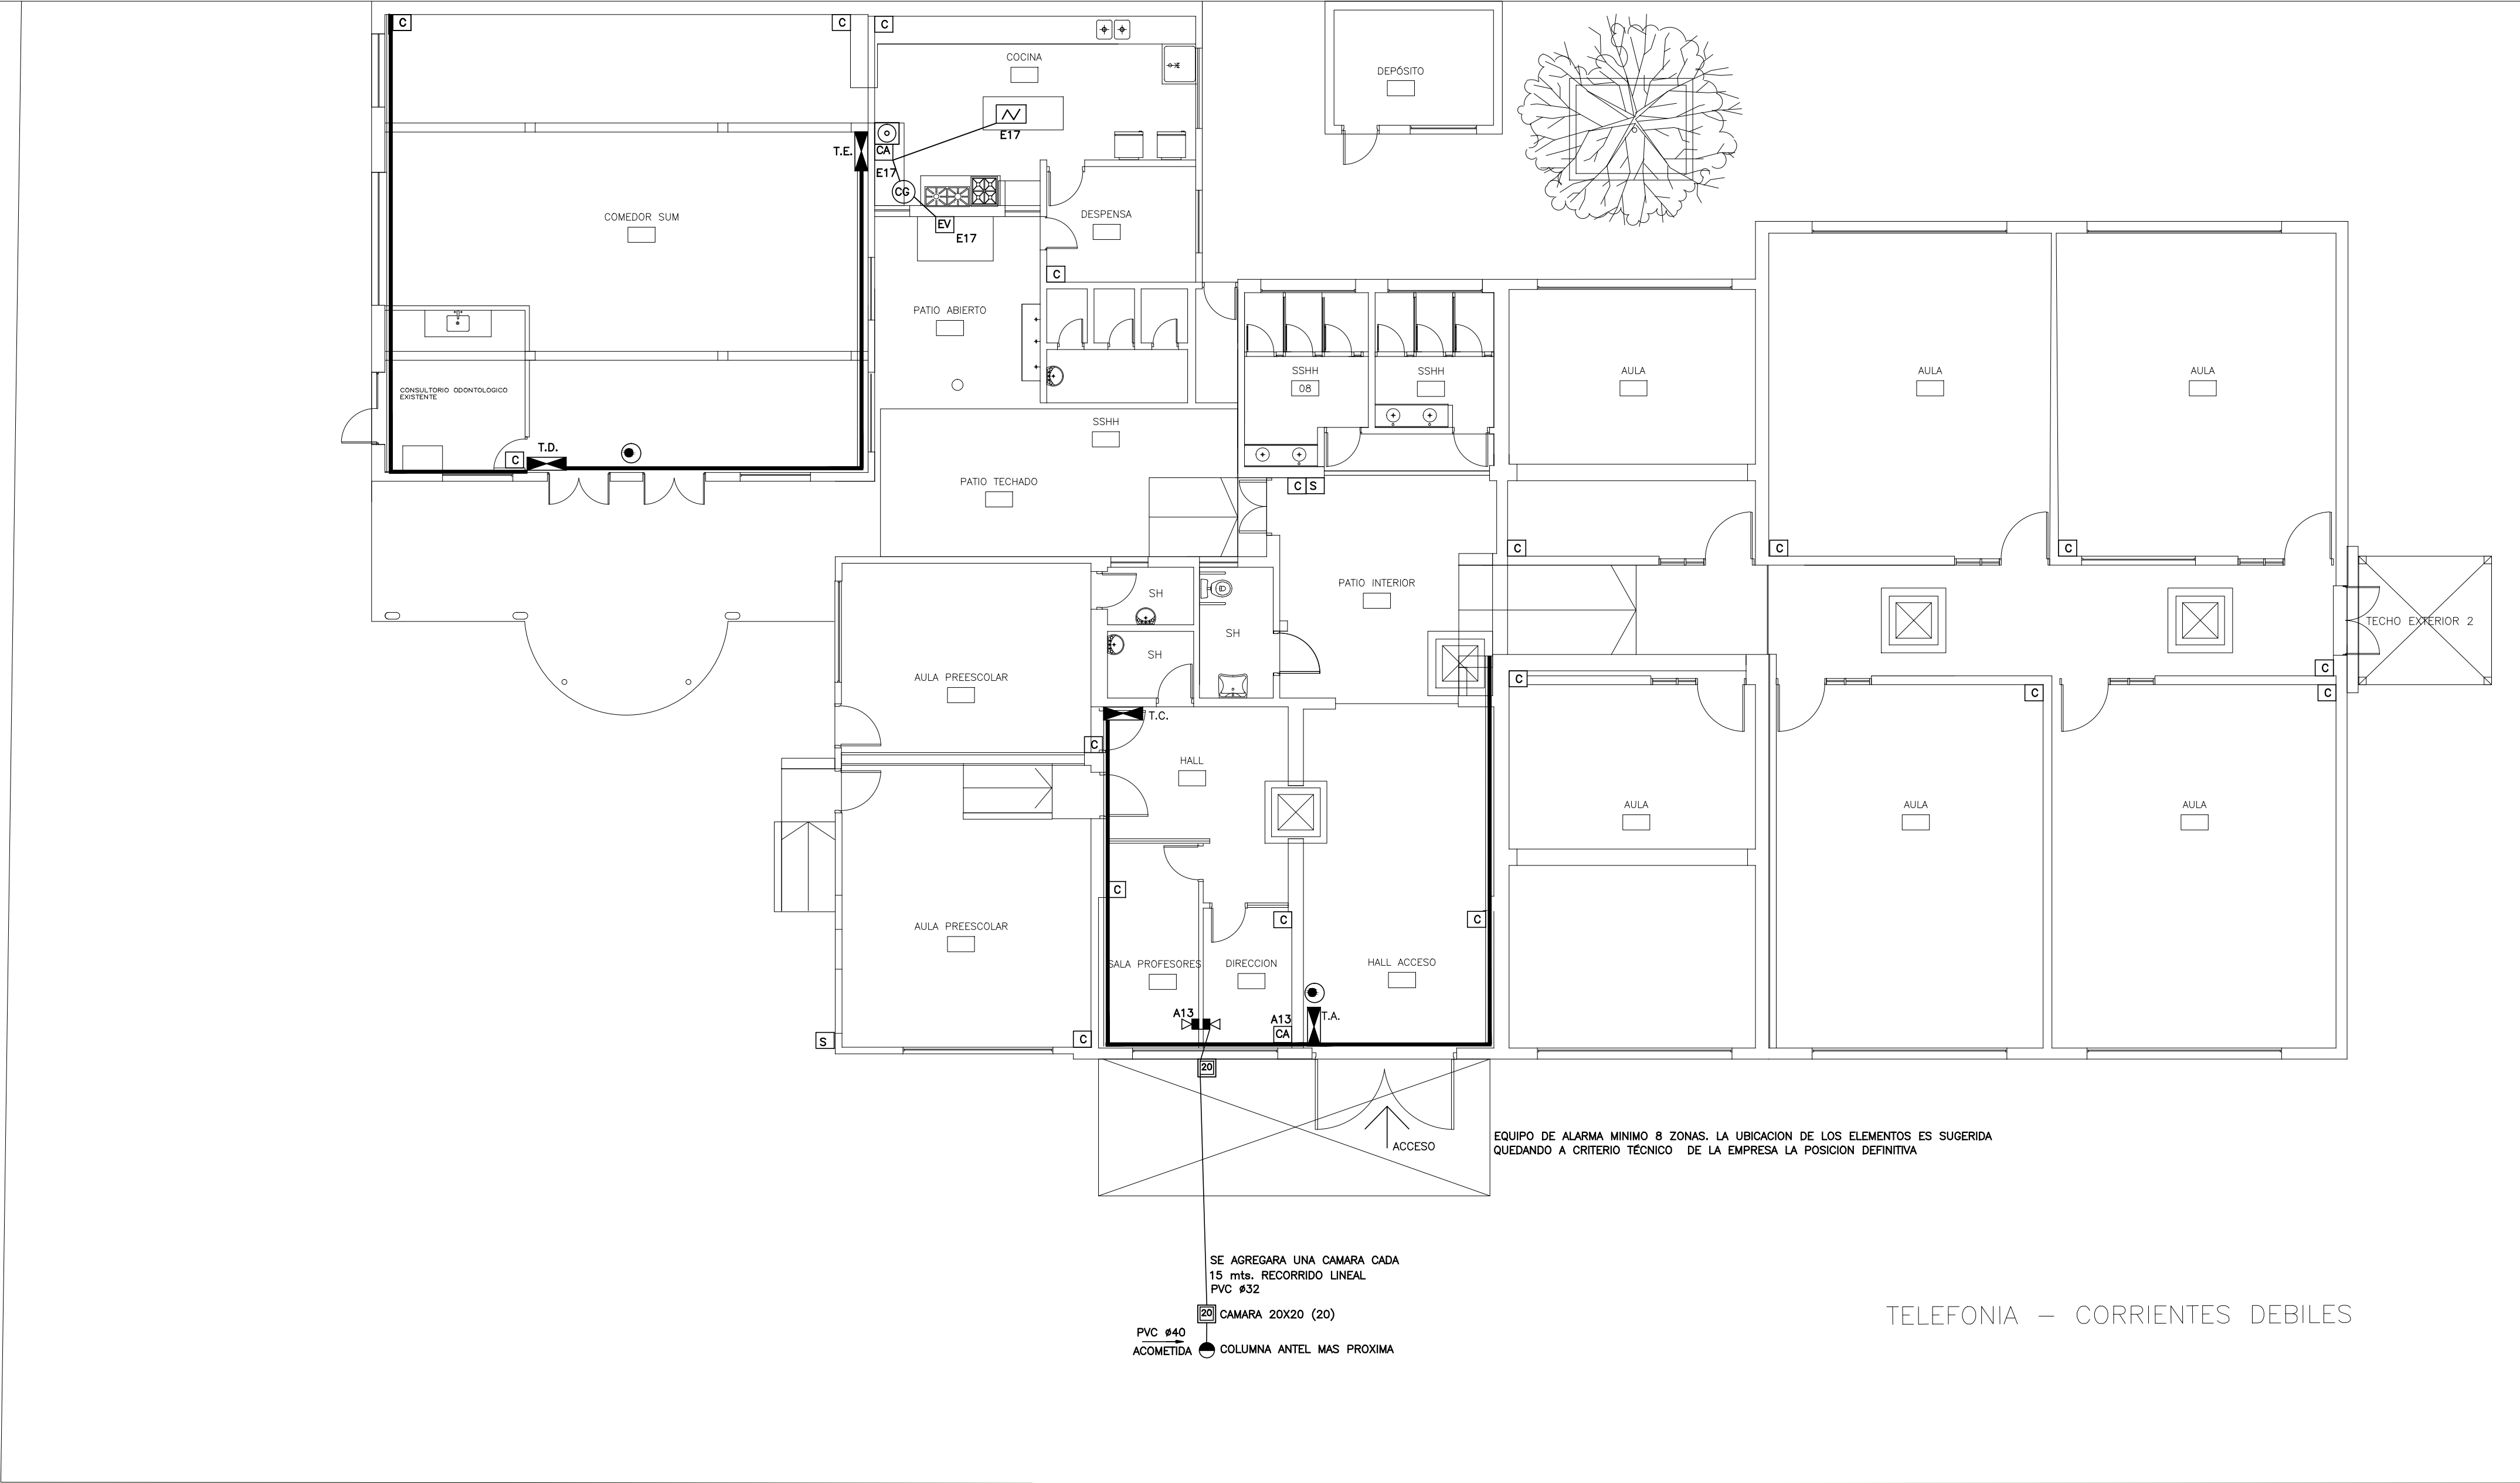 C
C
C
COCINA
DEPÓSITO
E17
T.E.
CA
E17
CG
COMEDOR SUM
DESPENSA
EV
E17
C
PATIO ABIERTO
SSHH
08
SSHH
AULA
AULA
AULA
CONSULTORIO ODONTOLOGICO
EXISTENTE
SSHH
T.D.
C
PATIO TECHADO
C S
C
C
C
PATIO INTERIOR
SH
SH
SH
TECHO EXTERIOR 2
AULA PREESCOLAR
C
C
C
C
T.C.
C
HALL
AULA
AULA
AULA
C
C
C
AULA PREESCOLAR
SALA PROFESORES
DIRECCION
HALL ACCESO
A13
A13
CA
T.A.
S
C
20
ACCESO
EQUIPO DE ALARMA MINIMO 8 ZONAS. LA UBICACION DE LOS ELEMENTOS ES SUGERIDA
QUEDANDO A CRITERIO TÉCNICO DE LA EMPRESA LA POSICION DEFINITIVA
SE AGREGARA UNA CAMARA CADA
15 mts. RECORRIDO LINEAL
PVC ø32
20 CAMARA 20X20 (20)
PVC ø40
ACOMETIDA
COLUMNA ANTEL MAS PROXIMA
TELEFONIA – CORRIENTES DEBILES